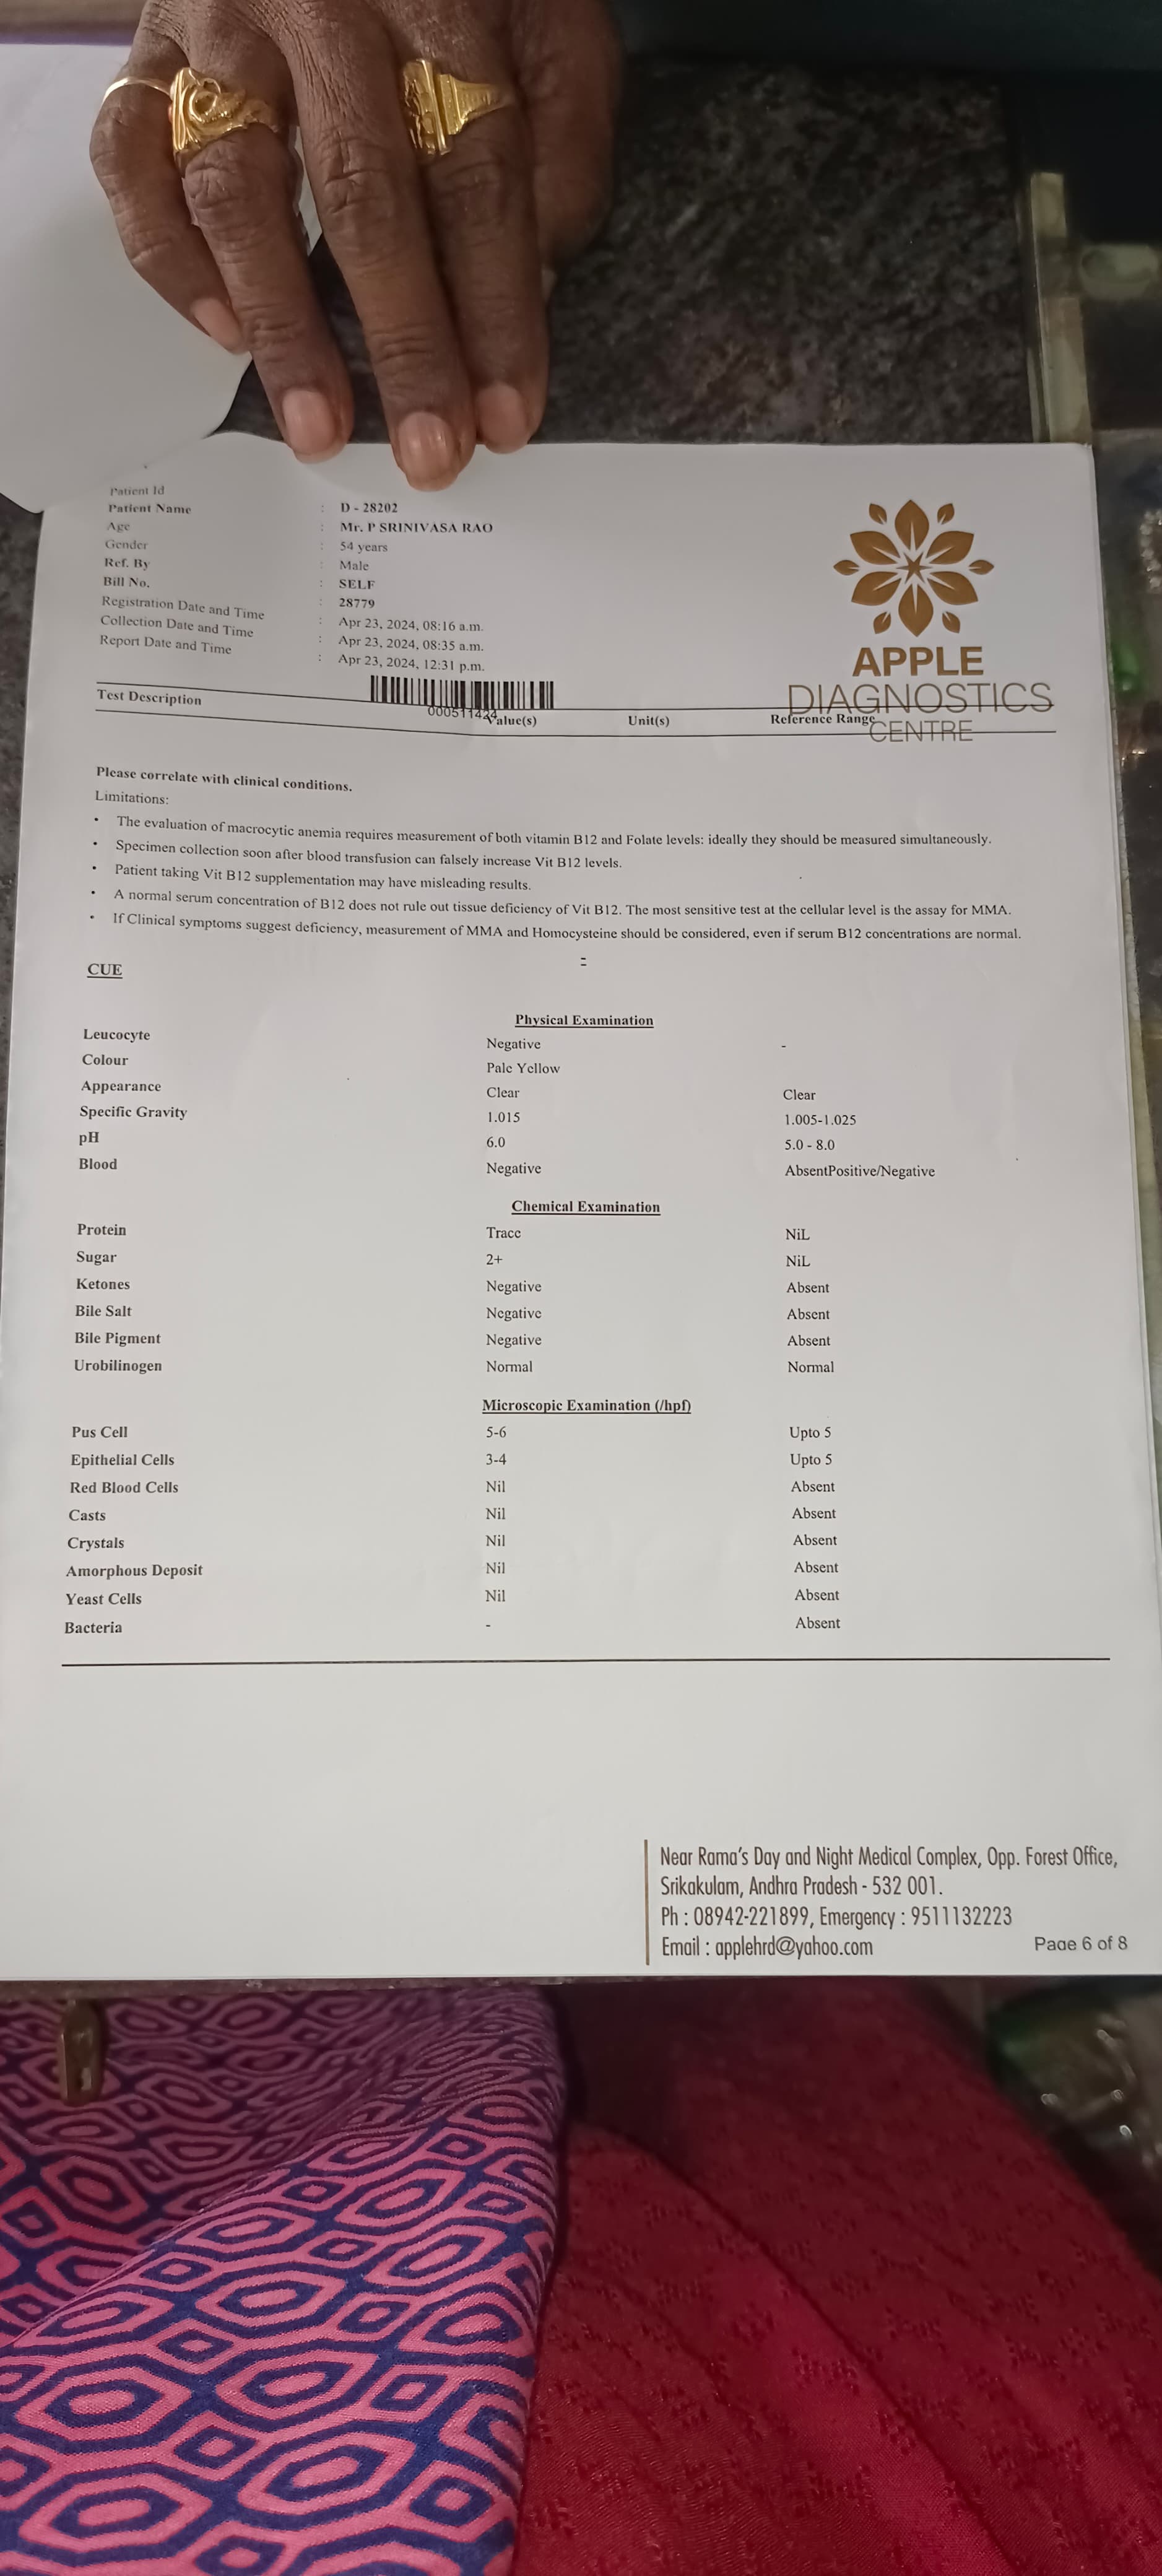 Patient Id : D - 28202
Patient Name : Mr. P SRINIVASA RAO
Age : 54 years
Gender : Male
Ref. By : SELF
Bill No. : 28779
Registration Date and Time : Apr 23, 2024, 08:16 a.m.
Collection Date and Time : Apr 23, 2024, 08:35 a.m.
Report Date and Time : Apr 23, 2024, 12:31 p.m.
APPLE
DIAGNOSTICS
CENTRE
000511424
Test Description Value(s) Unit(s) Reference Range
Please correlate with clinical conditions.
Limitations:
• The evaluation of macrocytic anemia requires measurement of both vitamin B12 and Folate levels: ideally they should be measured simultaneously.
• Specimen collection soon after blood transfusion can falsely increase Vit B12 levels.
• Patient taking Vit B12 supplementation may have misleading results.
• A normal serum concentration of B12 does not rule out tissue deficiency of Vit B12. The most sensitive test at the cellular level is the assay for MMA.
• If Clinical symptoms suggest deficiency, measurement of MMA and Homocysteine should be considered, even if serum B12 concentrations are normal.
CUE
Physical Examination
Leucocyte Negative -
Colour Pale Yellow
Appearance Clear Clear
Specific Gravity 1.015 1.005-1.025
pH 6.0 5.0 - 8.0
Blood Negative AbsentPositive/Negative
Chemical Examination
Protein Trace NiL
Sugar 2+ NiL
Ketones Negative Absent
Bile Salt Negative Absent
Bile Pigment Negative Absent
Urobilinogen Normal Normal
Microscopic Examination (/hpf)
Pus Cell 5-6 Upto 5
Epithelial Cells 3-4 Upto 5
Red Blood Cells Nil Absent
Casts Nil Absent
Crystals Nil Absent
Amorphous Deposit Nil Absent
Yeast Cells Nil Absent
Bacteria - Absent
Near Rama's Day and Night Medical Complex, Opp. Forest Office,
Srikakulam, Andhra Pradesh - 532 001.
Ph : 08942-221899, Emergency : 9511132223
Email : applehrd@yahoo.com
Page 6 of 8